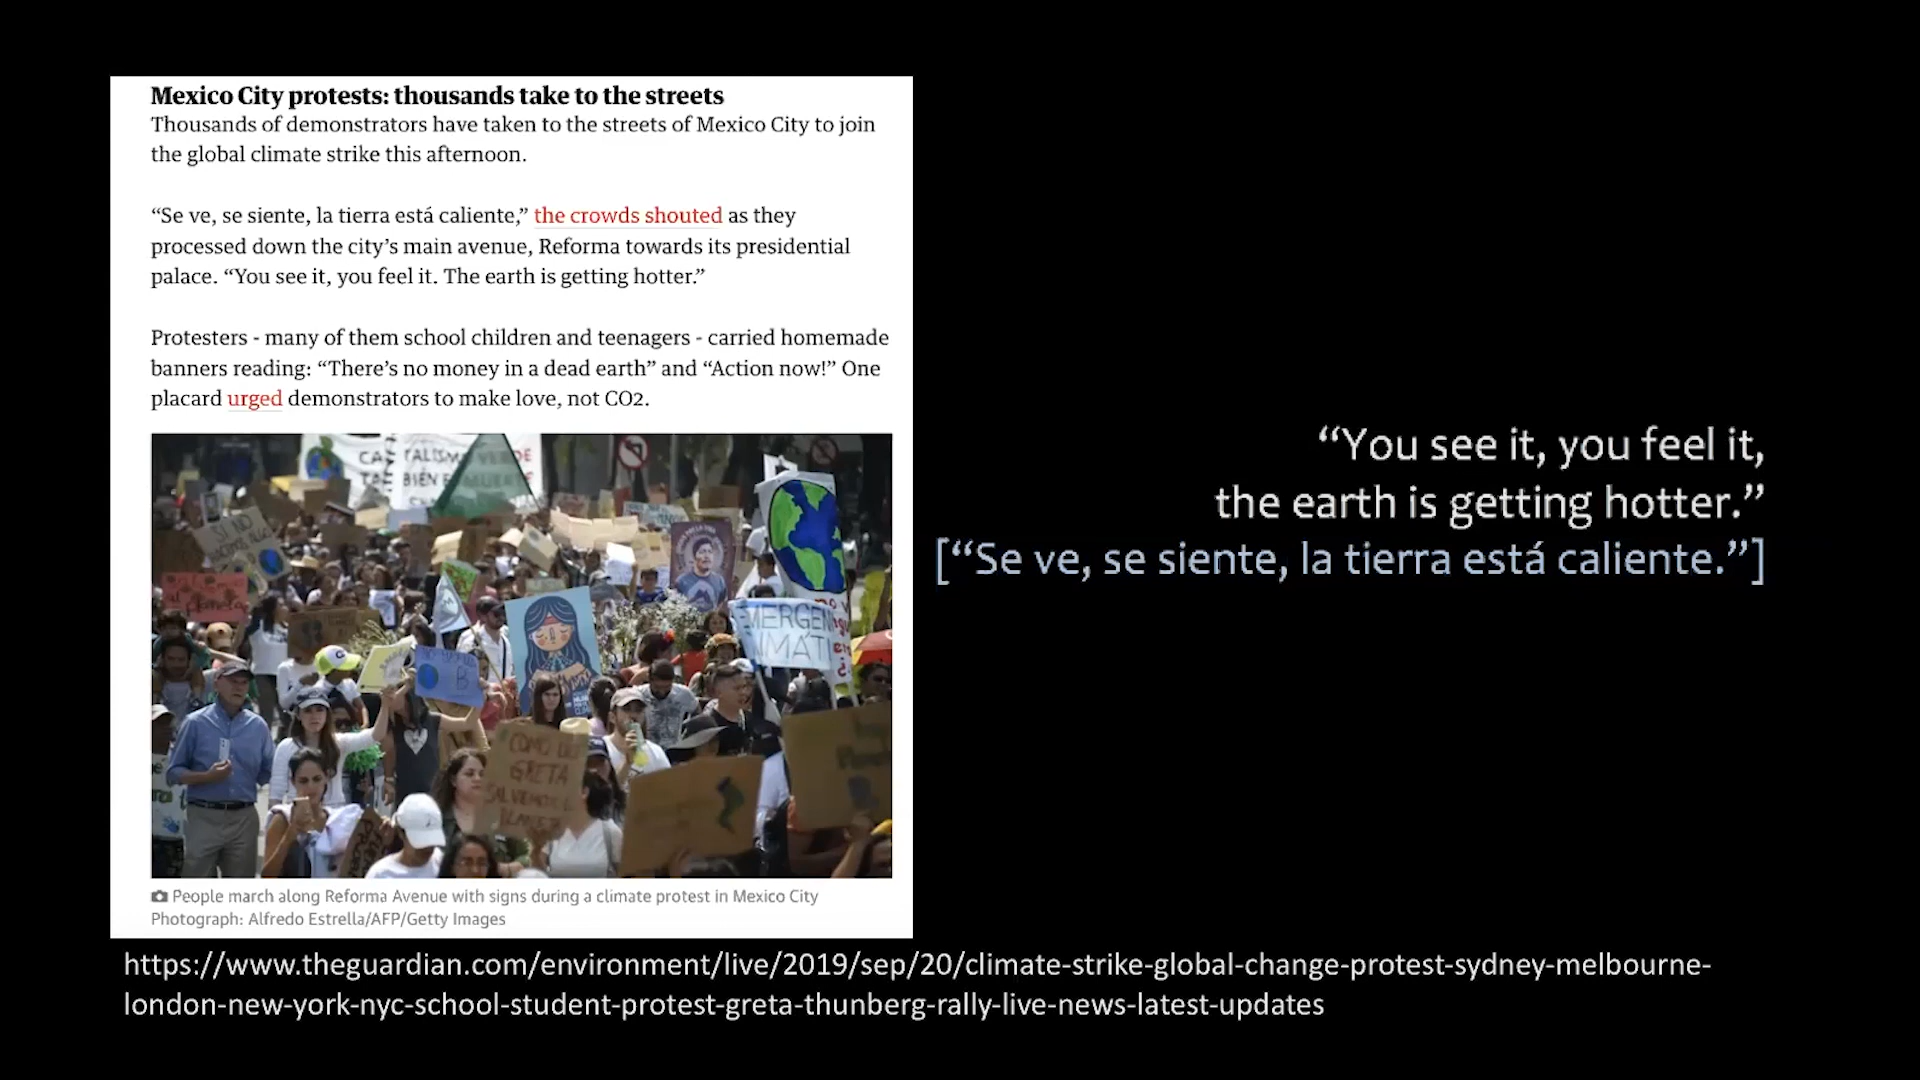 Mexico City protests: thousands take to the streets
Thousands of demonstrators have taken to the streets of Mexico City to join
the global climate strike this afternoon.
“Se ve, se siente, la tierra está caliente,” the crowds shouted as they
processed down the city’s main avenue, Reforma towards its presidential
palace. “You see it, you feel it. The earth is getting hotter.”
Protesters - many of them school children and teenagers - carried homemade
banners reading: “There’s no money in a dead earth” and “Action now!” One
placard urged demonstrators to make love, not CO2.
SI NO
planeta
B
EMERGEN
IMÁTI
GRETA
People march along Reforma Avenue with signs during a climate protest in Mexico City
Photograph: Alfredo Estrella/AFP/Getty Images
“You see it, you feel it,
the earth is getting hotter.”
[“Se ve, se siente, la tierra está caliente.”]
https://www.theguardian.com/environment/live/2019/sep/20/climate-strike-global-change-protest-sydney-melbourne-
london-new-york-nyc-school-student-protest-greta-thunberg-rally-live-news-latest-updates